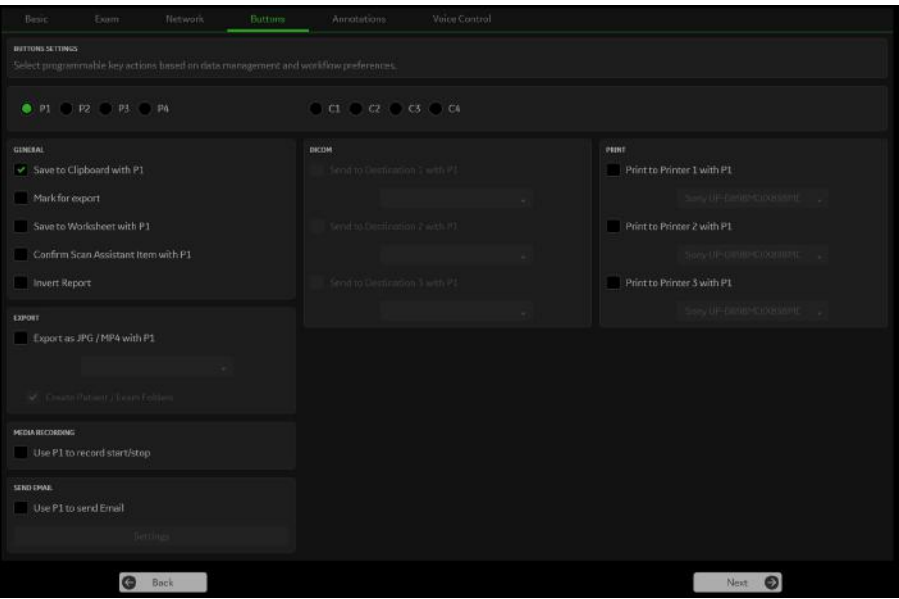 Basic Exam Network Buttons Annotations Voice Control
BUTTONS SETTINGS
Select programmable key actions based on data management and workflow preferences.
P1 P2 P3 P4 C1 C2 C3 C4
GENERAL
Save to Clipboard with P1
Mark for export
Save to Worksheet with P1
Confirm Scan Assistant Item with P1
Invert Report
EXPORT
Export as JPG / MP4 with P1
Create Patient / Exam Folders
MEDIA RECORDING
Use P1 to record start/stop
SEND EMAIL
Use P1 to send Email
Settings
DICOM
Send to Destination 1 with P1
Send to Destination 2 with P1
Send to Destination 3 with P1
PRINT
Print to Printer 1 with P1
Sony
Print to Printer 2 with P1
Sony
Print to Printer 3 with P1
Sony
Back Next